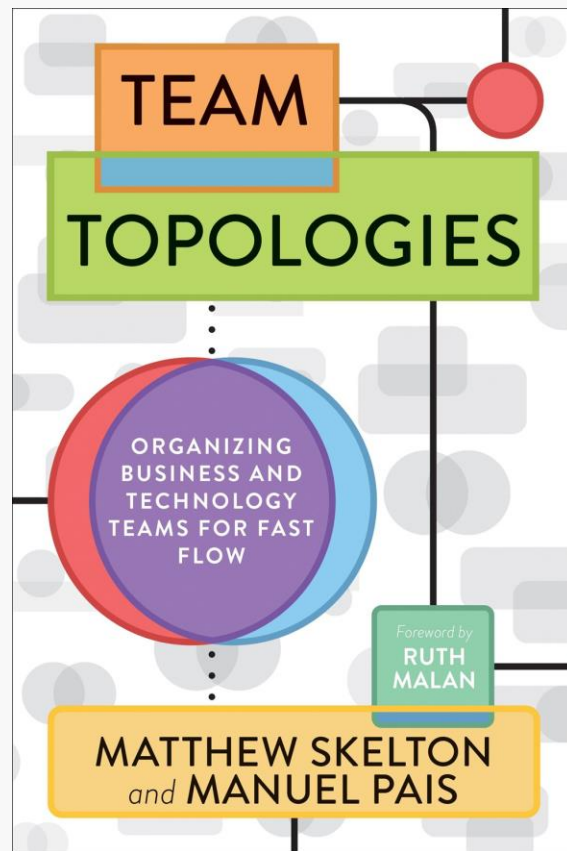 TEAM
TOPOLOGIES
ORGANIZING
BUSINESS AND
TECHNOLOGY
TEAMS FOR FAST
FLOW
Foreword by
RUTH
MALAN
MATTHEW SKELTON
and MANUEL PAIS